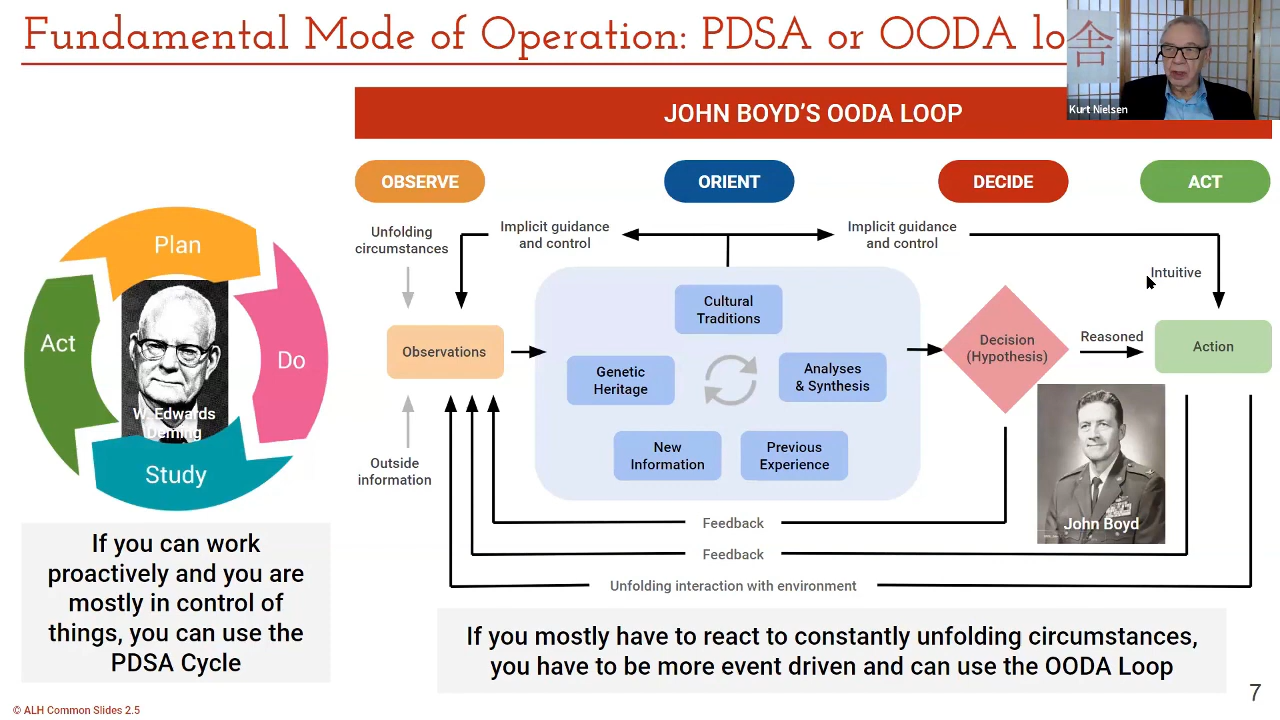 Fundamental Mode of Operation: PDSA or OODA lo
舎
Kurt Nielsen
JOHN BOYD'S OODA LOOP
OBSERVE
ORIENT
DECIDE
ACT
Unfolding
circumstances
Implicit guidance
and control
Implicit guidance
and control
Intuitive
Plan
Do
Study
Act
W. Edwards
Deming
Observations
Cultural
Traditions
Genetic
Heritage
Analyses
& Synthesis
New
Information
Previous
Experience
Decision
(Hypothesis)
Reasoned
Action
Outside
information
John Boyd
Feedback
Feedback
Unfolding interaction with environment
If you can work
proactively and you are
mostly in control of
things, you can use the
PDSA Cycle
If you mostly have to react to constantly unfolding circumstances,
you have to be more event driven and can use the OODA Loop
7
© ALH Common Slides 2.5